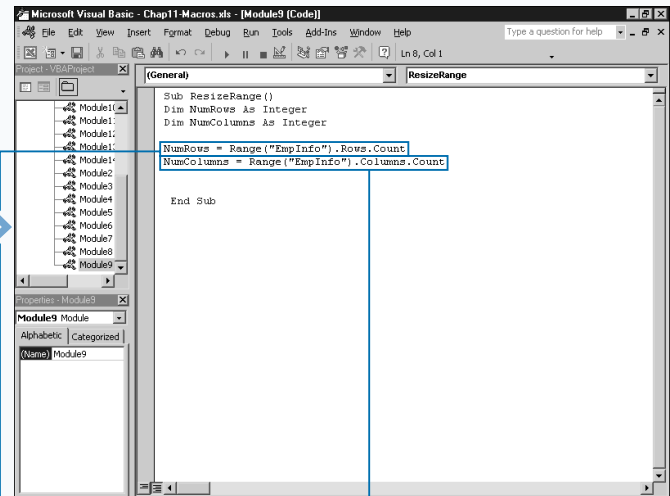 Microsoft Visual Basic - Chap11-Macros.xls - [Module9 (Code)]
File Edit View Insert Format Debug Run Tools Add-Ins Window Help
Type a question for help
Ln 8, Col 1
Project - VBAProject
(General)
ResizeRange
Module10
Module11
Module12
Module13
Module14
Module2
Module3
Module4
Module5
Module6
Module7
Module8
Module9
Sub ResizeRange()
Dim NumRows As Integer
Dim NumColumns As Integer
NumRows = Range("EmpInfo").Rows.Count
NumColumns = Range("EmpInfo").Columns.Count
End Sub
Properties - Module9
Module9 Module
Alphabetic Categorized
(Name) Module9